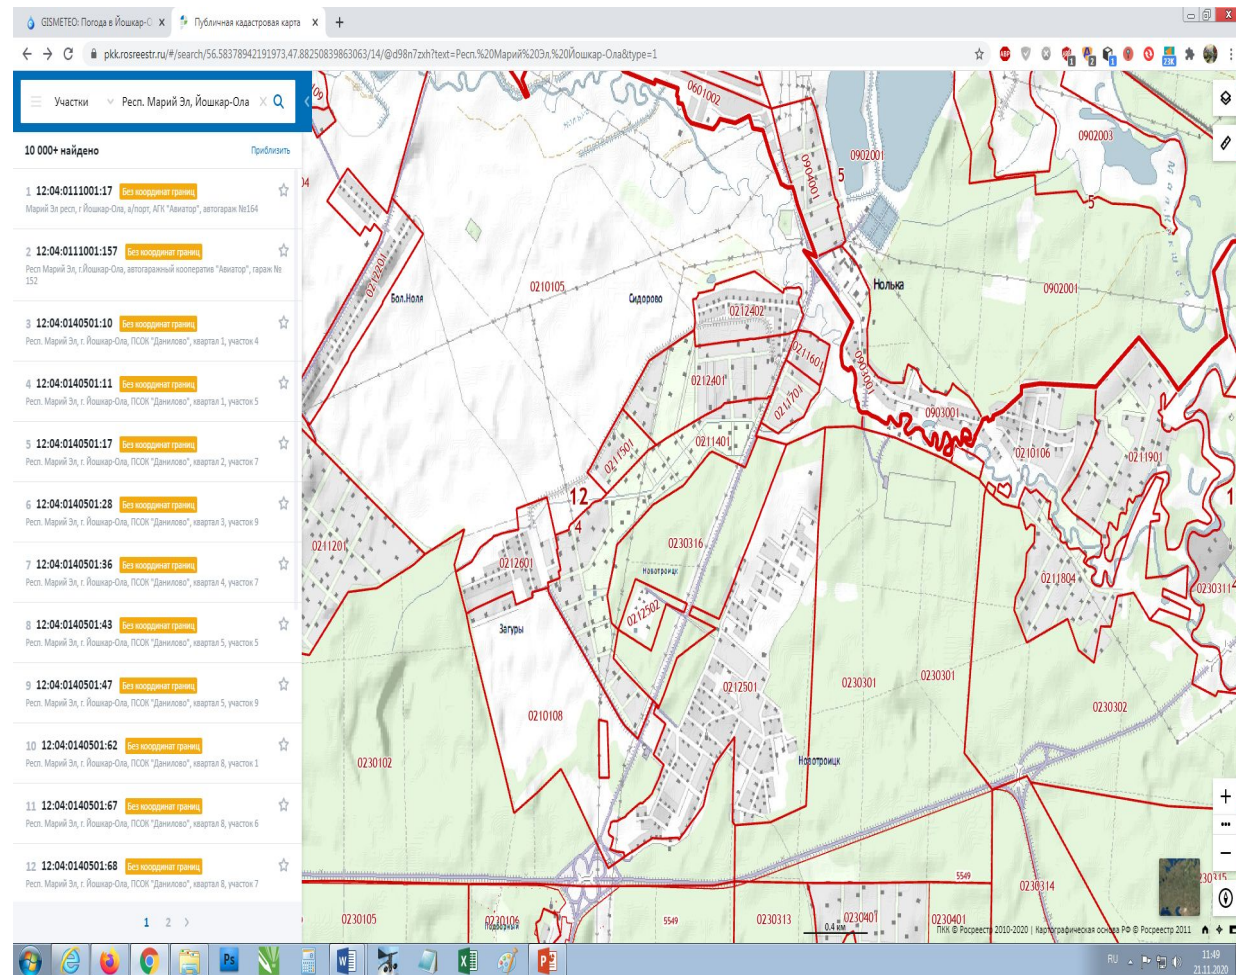 GISMETEO: Погода в Йошкар-О
Публичная кадастровая карта
pkk.rosreestr.ru/#/search/56.58378942191973,47.88250839863063/14/@d98n7zxh?text=Респ.%20Марий%20Эл.%20Йошкар-Ола&type=1
Участки
Респ. Марий Эл, Йошкар-Ола
10 000+ найдено
Приблизить
1 12:04:0111001:17 Без координат границ
Марий Эл респ, г Йошкар-Ола, а/порт, АГК "Авиатор", автогараж №164
2 12:04:0111001:157 Без координат границ
Респ Марий Эл, г.Йошкар-Ола, автогаражный кооператив "Авиатор", гараж №
152
3 12:04:0140501:10 Без координат границ
Респ. Марий Эл, г. Йошкар-Ола, ПСОК "Данилово", квартал 1, участок 4
4 12:04:0140501:11 Без координат границ
Респ. Марий Эл, г. Йошкар-Ола, ПСОК "Данилово", квартал 1, участок 5
5 12:04:0140501:17 Без координат границ
Респ. Марий Эл, г. Йошкар-Ола, ПСОК "Данилово", квартал 2, участок 7
6 12:04:0140501:28 Без координат границ
Респ. Марий Эл, г. Йошкар-Ола, ПСОК "Данилово", квартал 3, участок 9
7 12:04:0140501:36 Без координат границ
Респ. Марий Эл, г. Йошкар-Ола, ПСОК "Данилово", квартал 4, участок 7
8 12:04:0140501:43 Без координат границ
Респ. Марий Эл, г. Йошкар-Ола, ПСОК "Данилово", квартал 5, участок 5
9 12:04:0140501:47 Без координат границ
Респ. Марий Эл, г. Йошкар-Ола, ПСОК "Данилово", квартал 5, участок 9
10 12:04:0140501:62 Без координат границ
Респ. Марий Эл, г. Йошкар-Ола, ПСОК "Данилово", квартал 8, участок 1
11 12:04:0140501:67 Без координат границ
Респ. Марий Эл, г. Йошкар-Ола, ПСОК "Данилово", квартал 8, участок 6
12 12:04:0140501:68 Без координат границ
Респ. Марий Эл, г. Йошкар-Ола, ПСОК "Данилово", квартал 8, участок 7
1 2
0601002
0902003
0902001
0904001
5
5
04
0212201
Бол.Ноля
0210105
Сидорово
Нолька
0902001
0212402
0211601
0903001
0212401
0211701
0903001
0211501
0211401
0210106
0211901
12
4
1
0211201
0212601
0230316
Новотроицк
0211804
0230311
0212502
Загуры
0212501
0230301
0230301
0210108
0230302
0230102
Новотроицк
5549
0230314
0230315
0230105
0230106
Подборный
5549
0230313
0230401
0230401
0.4 км
ПКК © Росреестр 2010-2020 | Картографическая основа РФ © Росреестр 2011
RU
11:49
21.11.2020